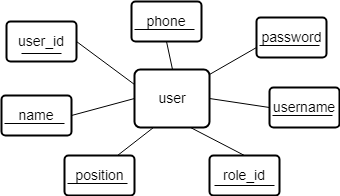 phone
user_id
password
user
name
username
position
role_id